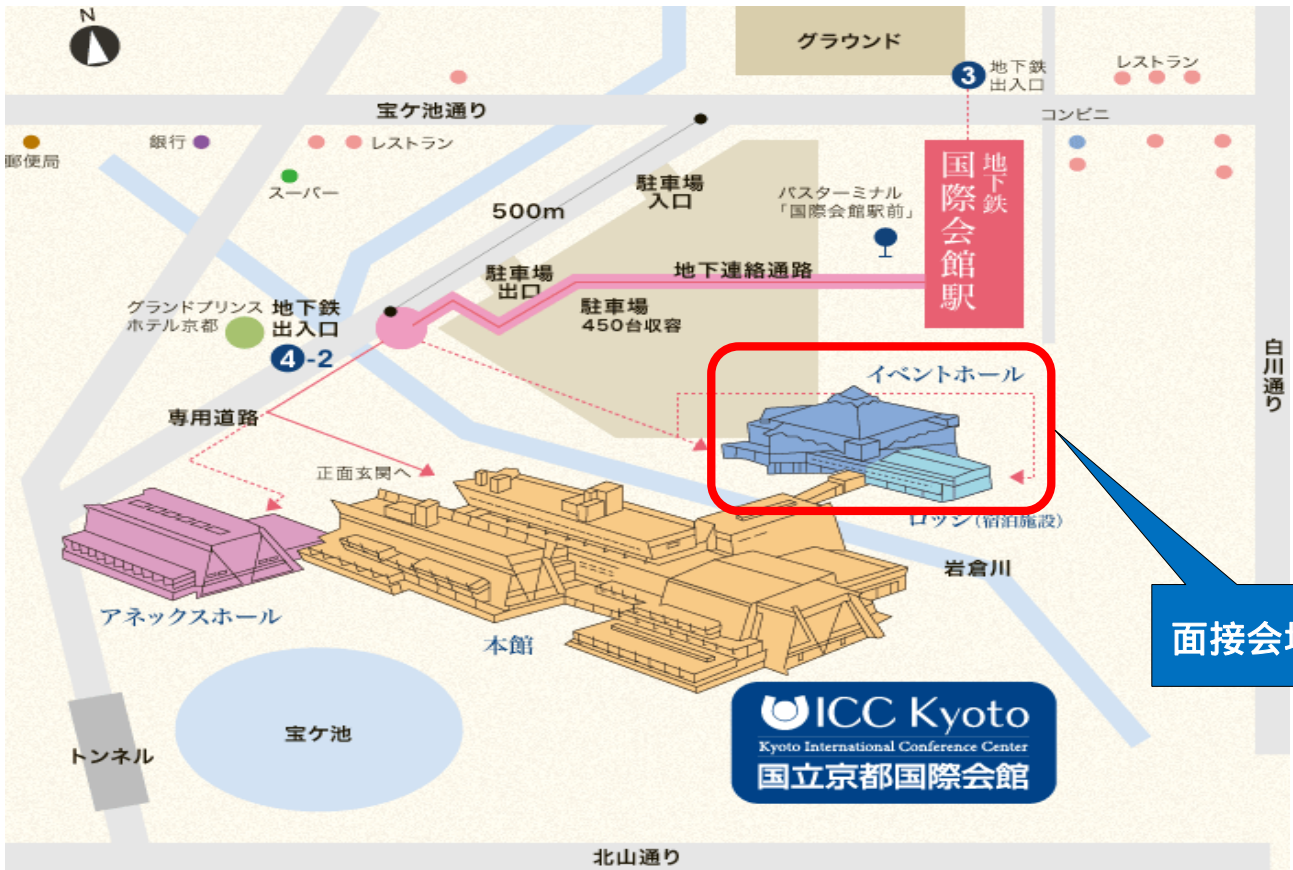 N
グラウンド
3
地下鉄
出入口
レストラン
宝ケ池通り
コンビニ
銀行
レストラン
郵便局
スーパー
駐車場
入口
バスターミナル
「国際会館駅前」
地下鉄
国際会館駅
500m
駐車場
出口
地下連絡通路
グランドプリンス
ホテル京都
地下鉄
出入口
4-2
駐車場
450台収容
白川通り
イベントホール
専用道路
正面玄関へ
ロッジ(宿泊施設)
岩倉川
アネックスホール
本館
面接会
宝ケ池
トンネル
ICC Kyoto
Kyoto International Conference Center
国立京都国際会館
北山通り